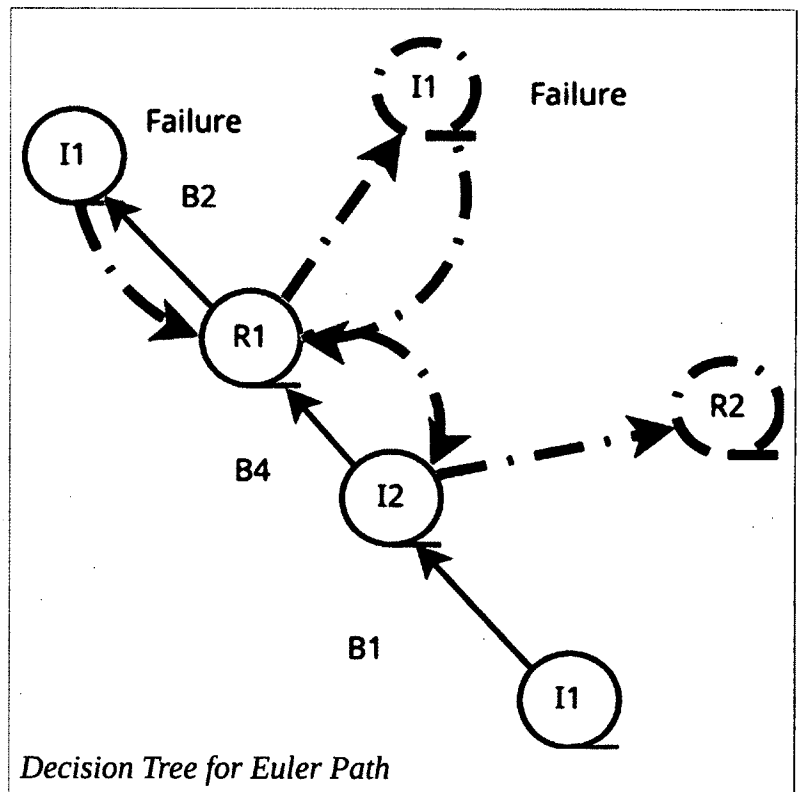 I1
Failure
I1
Failure
B2
R1
R2
B4
I2
B1
I1
Decision Tree for Euler Path